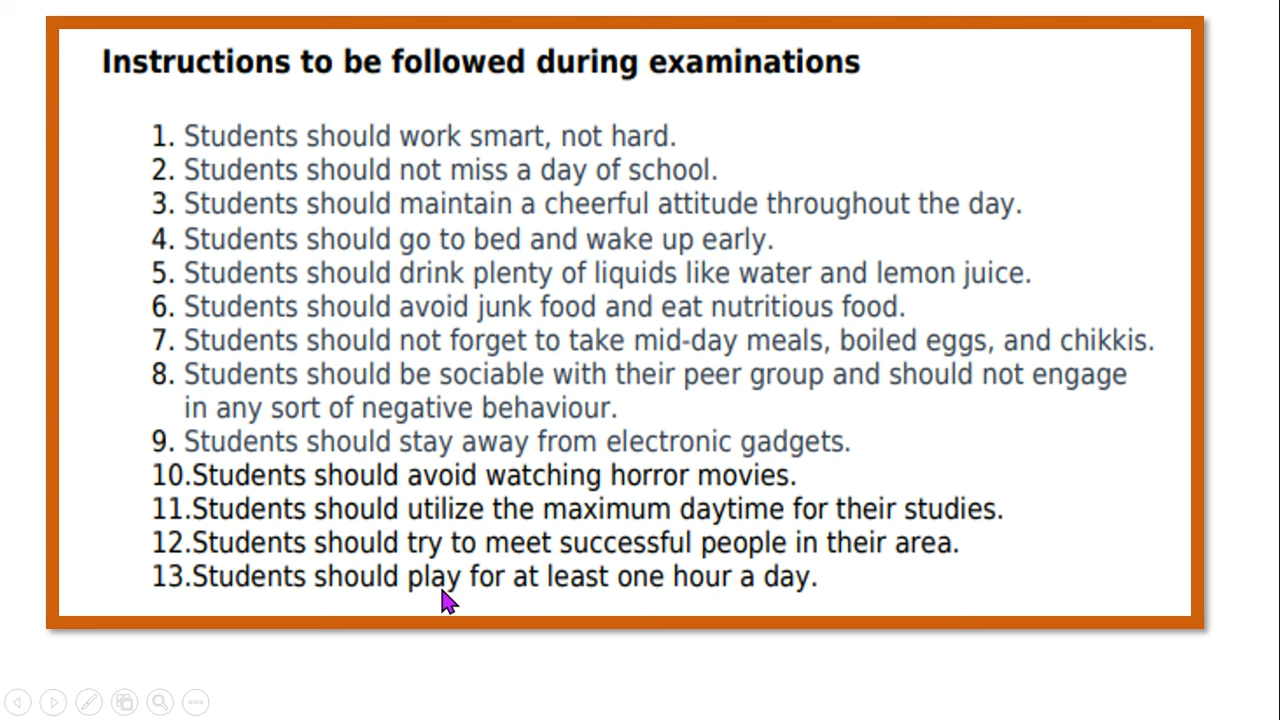 Instructions to be followed during examinations
1. Students should work smart, not hard.
2. Students should not miss a day of school.
3. Students should maintain a cheerful attitude throughout the day.
4. Students should go to bed and wake up early.
5. Students should drink plenty of liquids like water and lemon juice.
6. Students should avoid junk food and eat nutritious food.
7. Students should not forget to take mid-day meals, boiled eggs, and chikkis.
8. Students should be sociable with their peer group and should not engage
in any sort of negative behaviour.
9. Students should stay away from electronic gadgets.
10.Students should avoid watching horror movies.
11.Students should utilize the maximum daytime for their studies.
12.Students should try to meet successful people in their area.
13.Students should play for at least one hour a day.